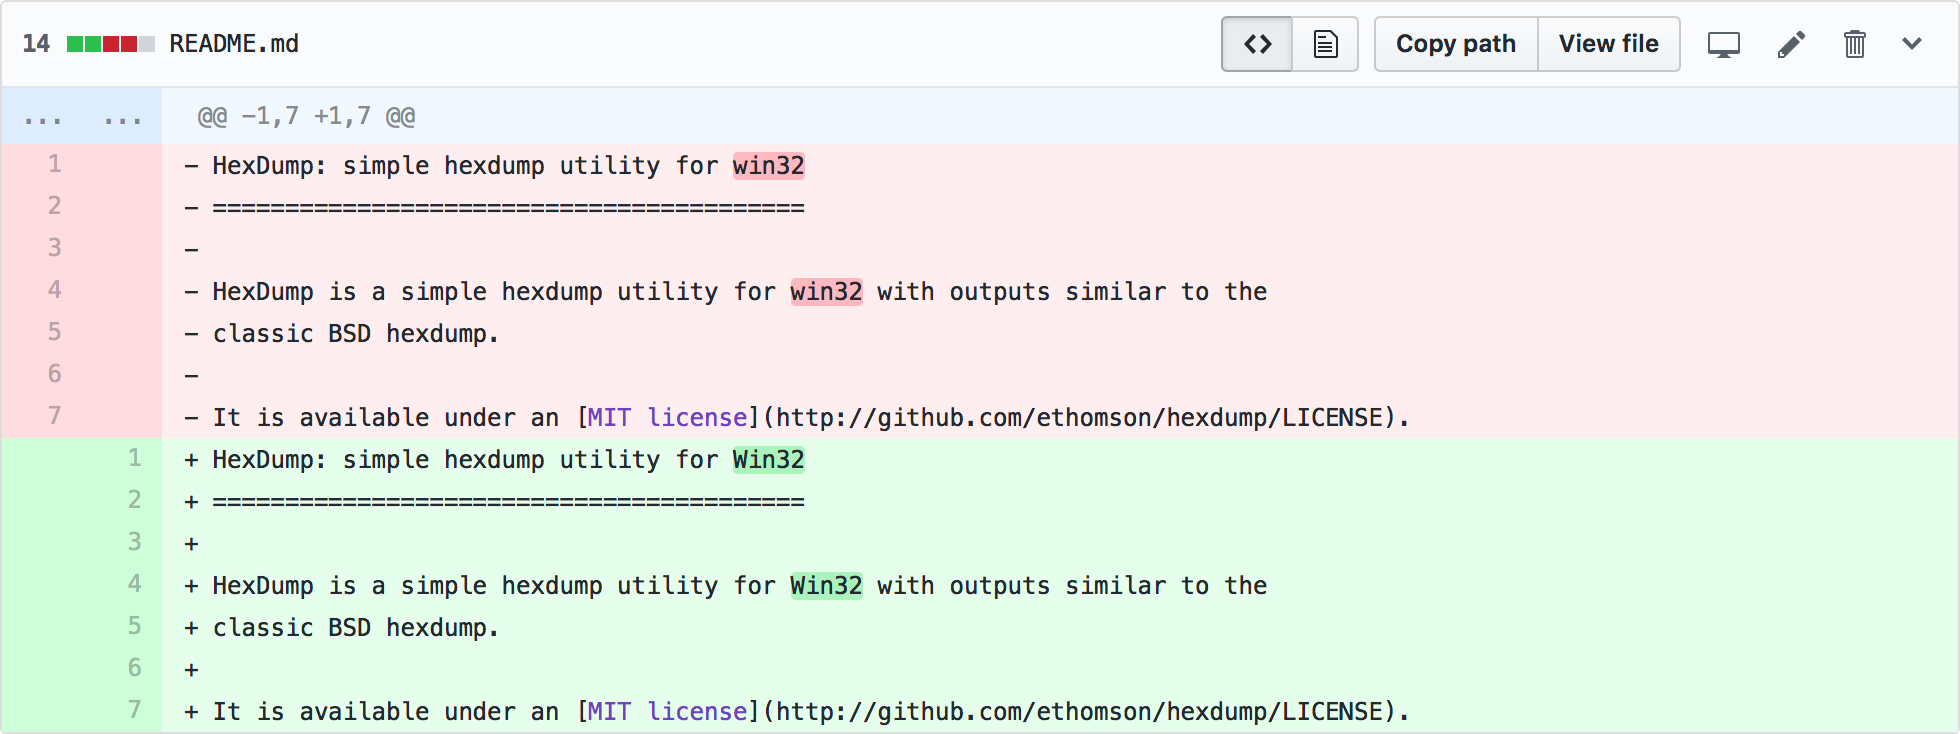 14 README.md Copy path View file
... ... @@ -1,7 +1,7 @@
1 - HexDump: simple hexdump utility for win32
2 - =========================================
3 -
4 - HexDump is a simple hexdump utility for win32 with outputs similar to the
5 - classic BSD hexdump.
6 -
7 - It is available under an [MIT license](http://github.com/ethomson/hexdump/LICENSE).
1 + HexDump: simple hexdump utility for Win32
2 + =========================================
3 +
4 + HexDump is a simple hexdump utility for Win32 with outputs similar to the
5 + classic BSD hexdump.
6 +
7 + It is available under an [MIT license](http://github.com/ethomson/hexdump/LICENSE).